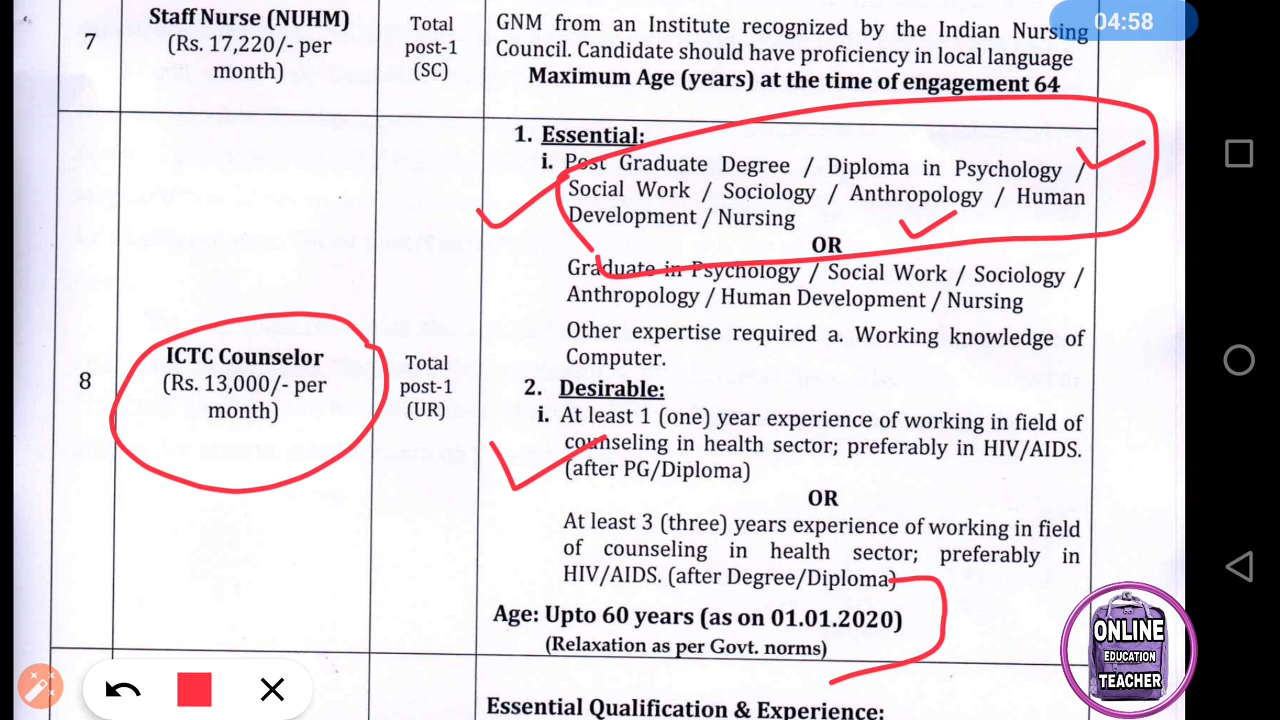 04:58
7
Staff Nurse (NUHM)
(Rs. 17,220/- per
month)
Total
post-1
(SC)
GNM from an Institute recognized by the Indian Nursing
Council. Candidate should have proficiency in local language
Maximum Age (years) at the time of engagement 64
8
ICTC Counselor
(Rs. 13,000/- per
month)
Total
post-1
(UR)
1. Essential:
i. Post Graduate Degree / Diploma in Psychology /
Social Work / Sociology / Anthropology / Human
Development / Nursing
OR
Graduate in Psychology / Social Work / Sociology /
Anthropology / Human Development / Nursing
Other expertise required a. Working knowledge of
Computer.
2. Desirable:
i. At least 1 (one) year experience of working in field of
counseling in health sector; preferably in HIV/AIDS.
(after PG/Diploma)
OR
At least 3 (three) years experience of working in field
of counseling in health sector; preferably in
HIV/AIDS. (after Degree/Diploma)
Age: Upto 60 years (as on 01.01.2020)
(Relaxation as per Govt. norms)
Essential Qualification & Experience:
ONLINE
EDUCATION
TEACHER